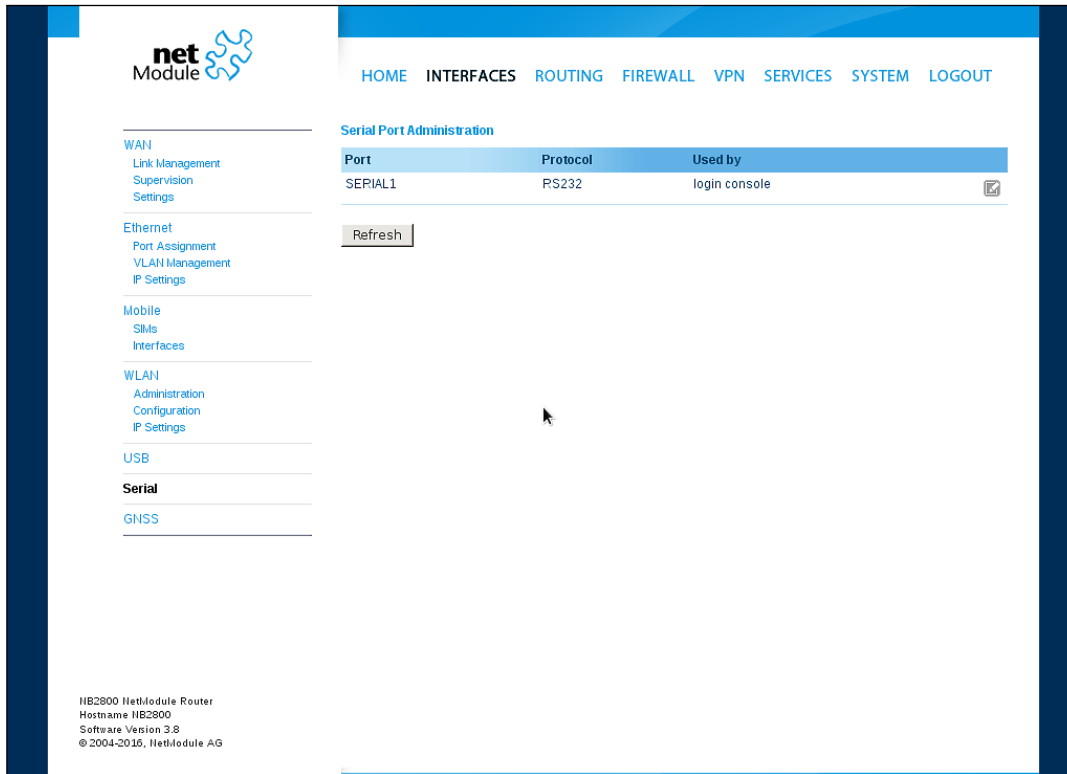 net
Module
HOME INTERFACES ROUTING FIREWALL VPN SERVICES SYSTEM LOGOUT
WAN
Link Management
Supervision
Settings
Ethernet
Port Assignment
VLAN Management
IP Settings
Mobile
SIMs
Interfaces
WLAN
Administration
Configuration
IP Settings
USB
Serial
GNSS
Serial Port Administration
Port Protocol Used by
SERIAL1 RS232 login console
Refresh
NB2800 NetModule Router
Hostname NB2800
Software Version 3.8
© 2004-2016, NetModule AG